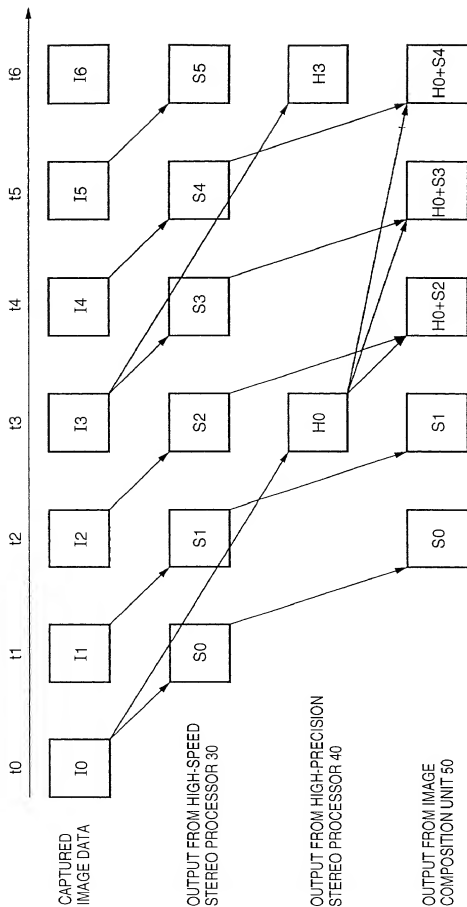 t0 t1 t2 t3 t4 t5 t6
CAPTURED
IMAGE DATA
I0 I1 I2 I3 I4 I5 I6
OUTPUT FROM HIGH-SPEED
STEREO PROCESSOR 30
S0 S1 S2 S3 S4 S5
OUTPUT FROM HIGH-PRECISION
STEREO PROCESSOR 40
H0 H3
OUTPUT FROM IMAGE
COMPOSITION UNIT 50
S0 S1 H0+S2 H0+S3 H0+S4